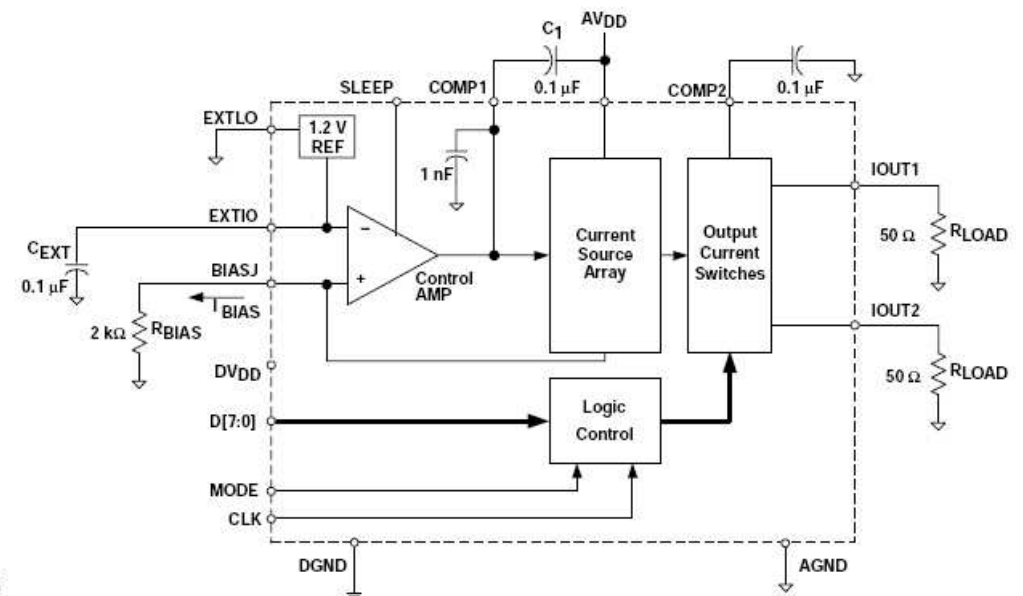 C1
AVDD
SLEEP
COMP1
0.1 µF
COMP2
0.1 µF
EXTLO
1.2 V
REF
1 nF
IOUT1
EXTIO
–
50 Ω
RLOAD
CEXT
0.1 µF
BIASJ
+
Control
AMP
Current
Source
Array
Output
Current
Switches
IBIAS
2 kΩ
RBIAS
IOUT2
DVDD
50 Ω
RLOAD
D[7:0]
Logic
Control
MODE
CLK
DGND
AGND